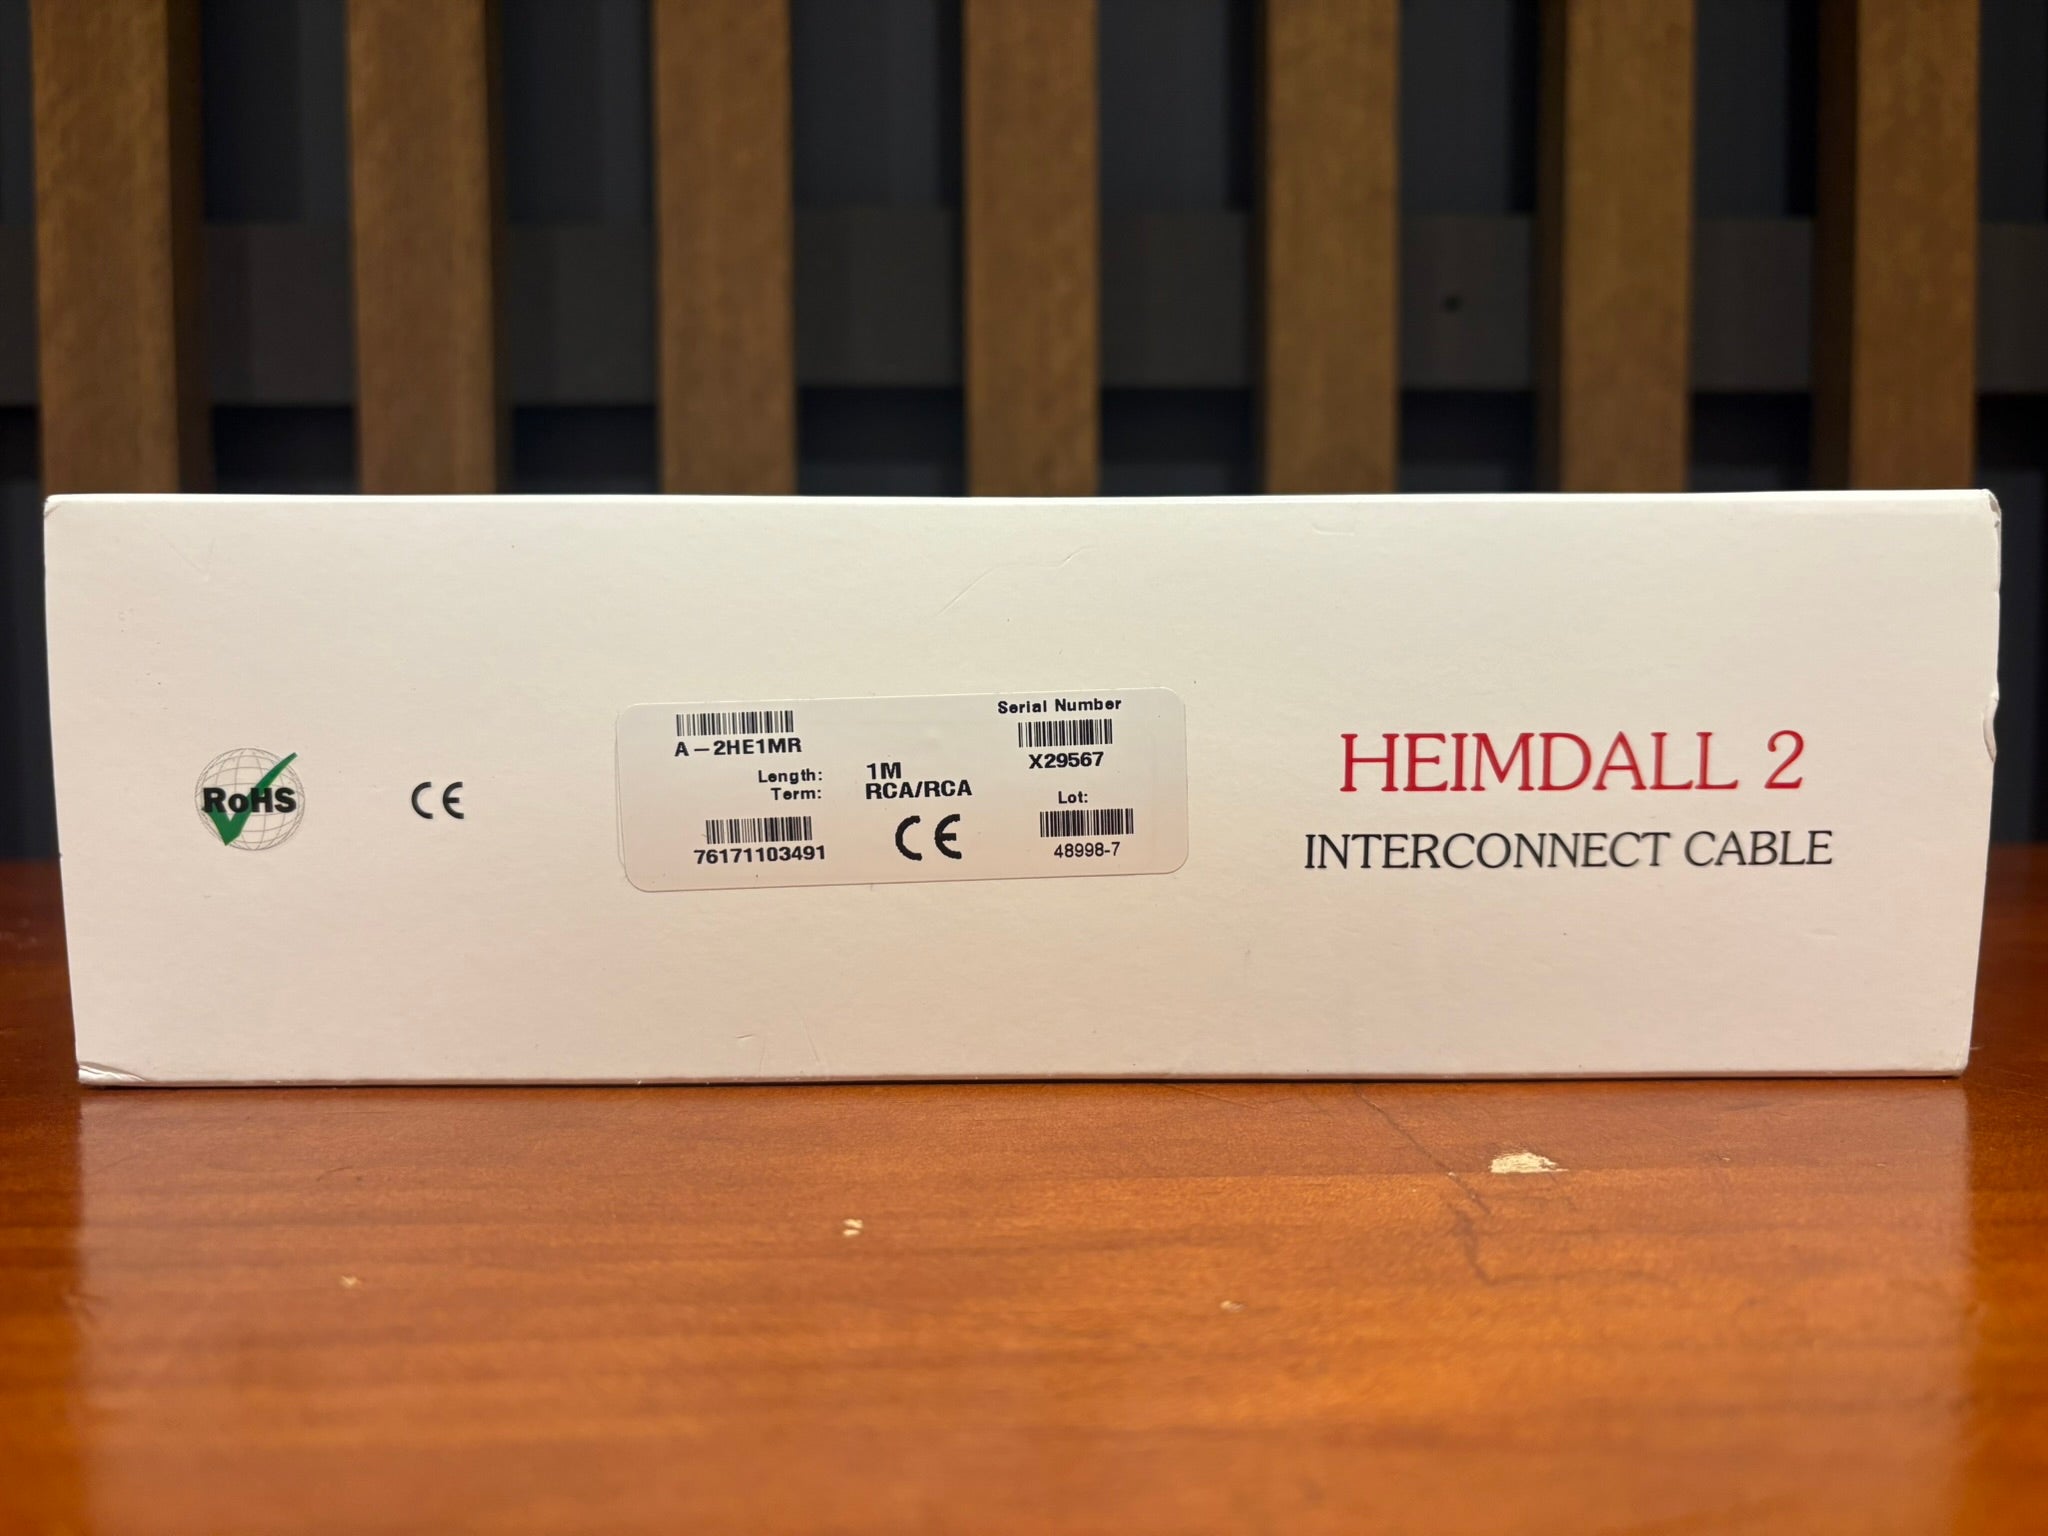 RoHS
CE
A-2HE1MR
Length: 1M
Term: RCA/RCA
76171103491
CE
Serial Number
X29567
Lot:
48998-7
HEIMDALL 2
INTERCONNECT CABLE